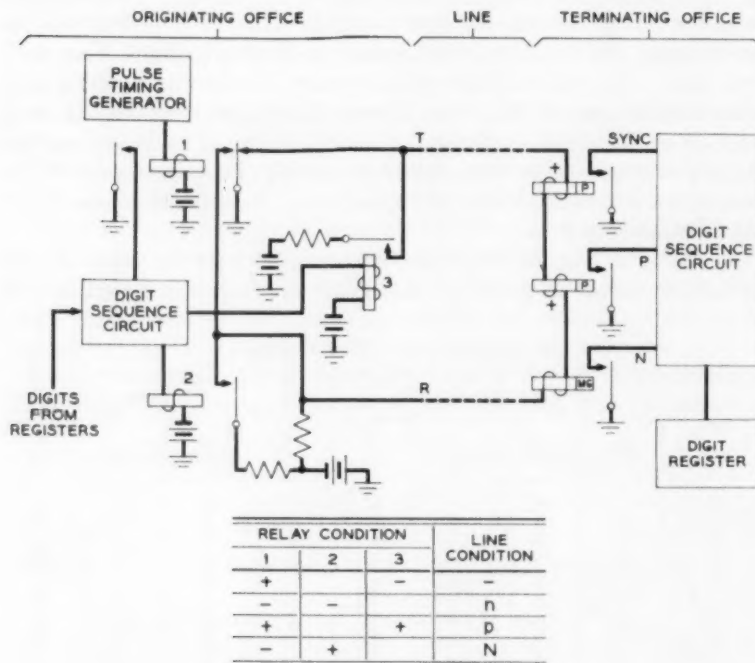 ORIGINATING OFFICE
LINE
TERMINATING OFFICE
PULSE
TIMING
GENERATOR
1
T
SYNC
+
P
3
DIGIT
SEQUENCE
CIRCUIT
P
P
+
DIGIT
SEQUENCE
CIRCUIT
2
N
R
MG
DIGITS
FROM
REGISTERS
DIGIT
REGISTER
RELAY CONDITION
LINE
CONDITION
1 2 3
+ - -
- - n
+ + p
- + N